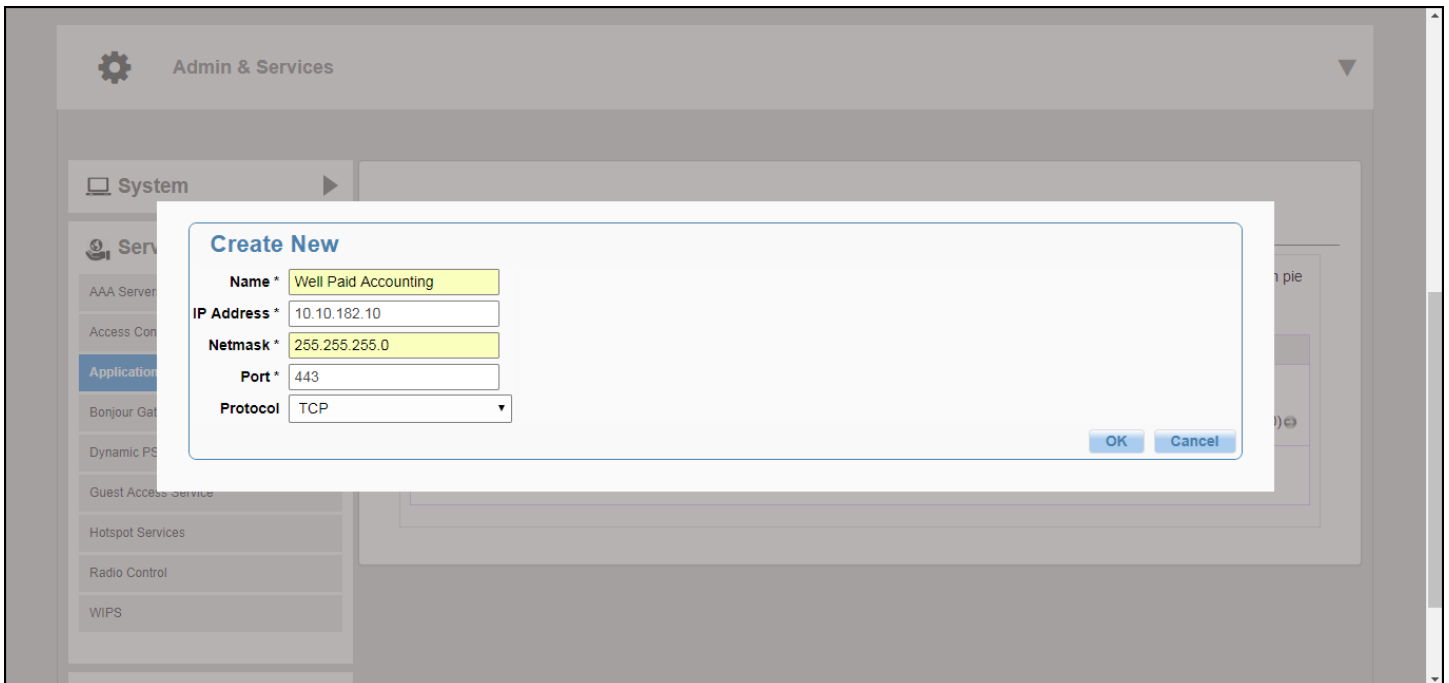 Admin & Services
System
Serv
AAA Server
Access Con
Application
Bonjour Gat
Dynamic PS
Guest Access Service
Hotspot Services
Radio Control
WIPS
Create New
Name * Well Paid Accounting
IP Address * 10.10.182.10
Netmask * 255.255.255.0
Port * 443
Protocol TCP
OK Cancel
pie